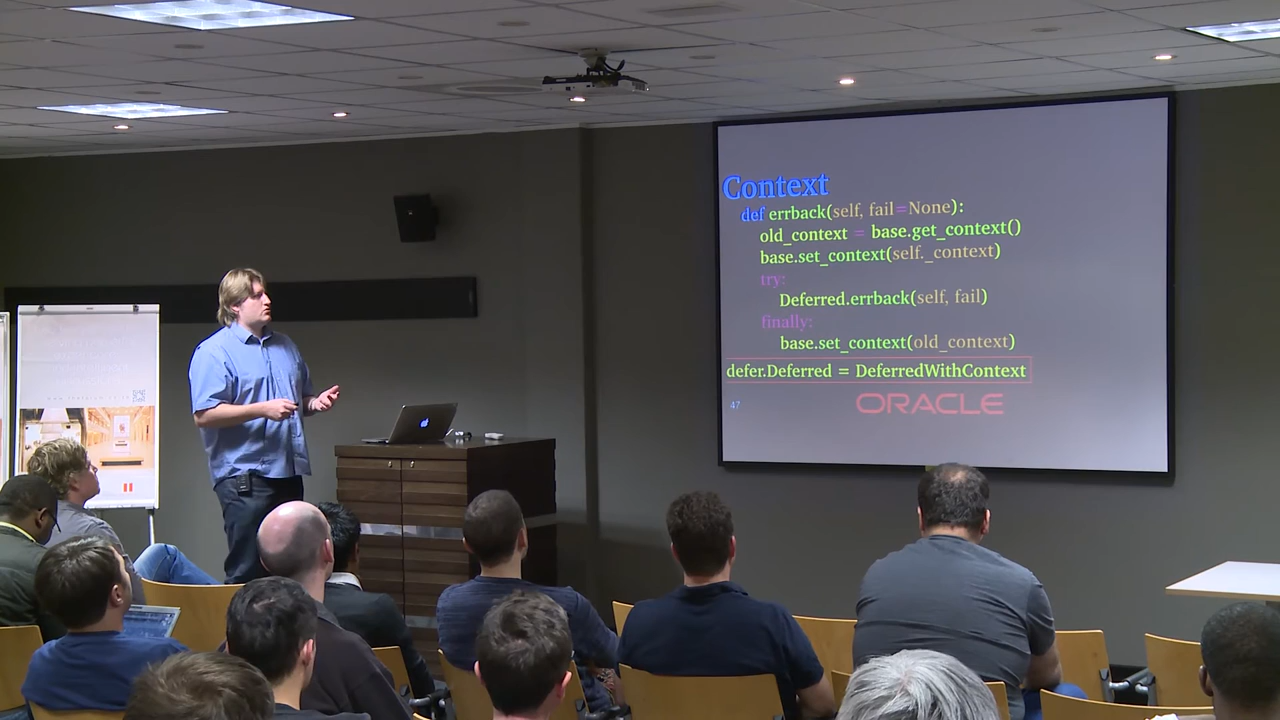 Context
def errback(self, fail=None):
old_context = base.get_context()
base.set_context(self._context)
try:
Deferred.errback(self, fail)
finally:
base.set_context(old_context)
defer.Deferred = DeferredWithContext
47
ORACLE